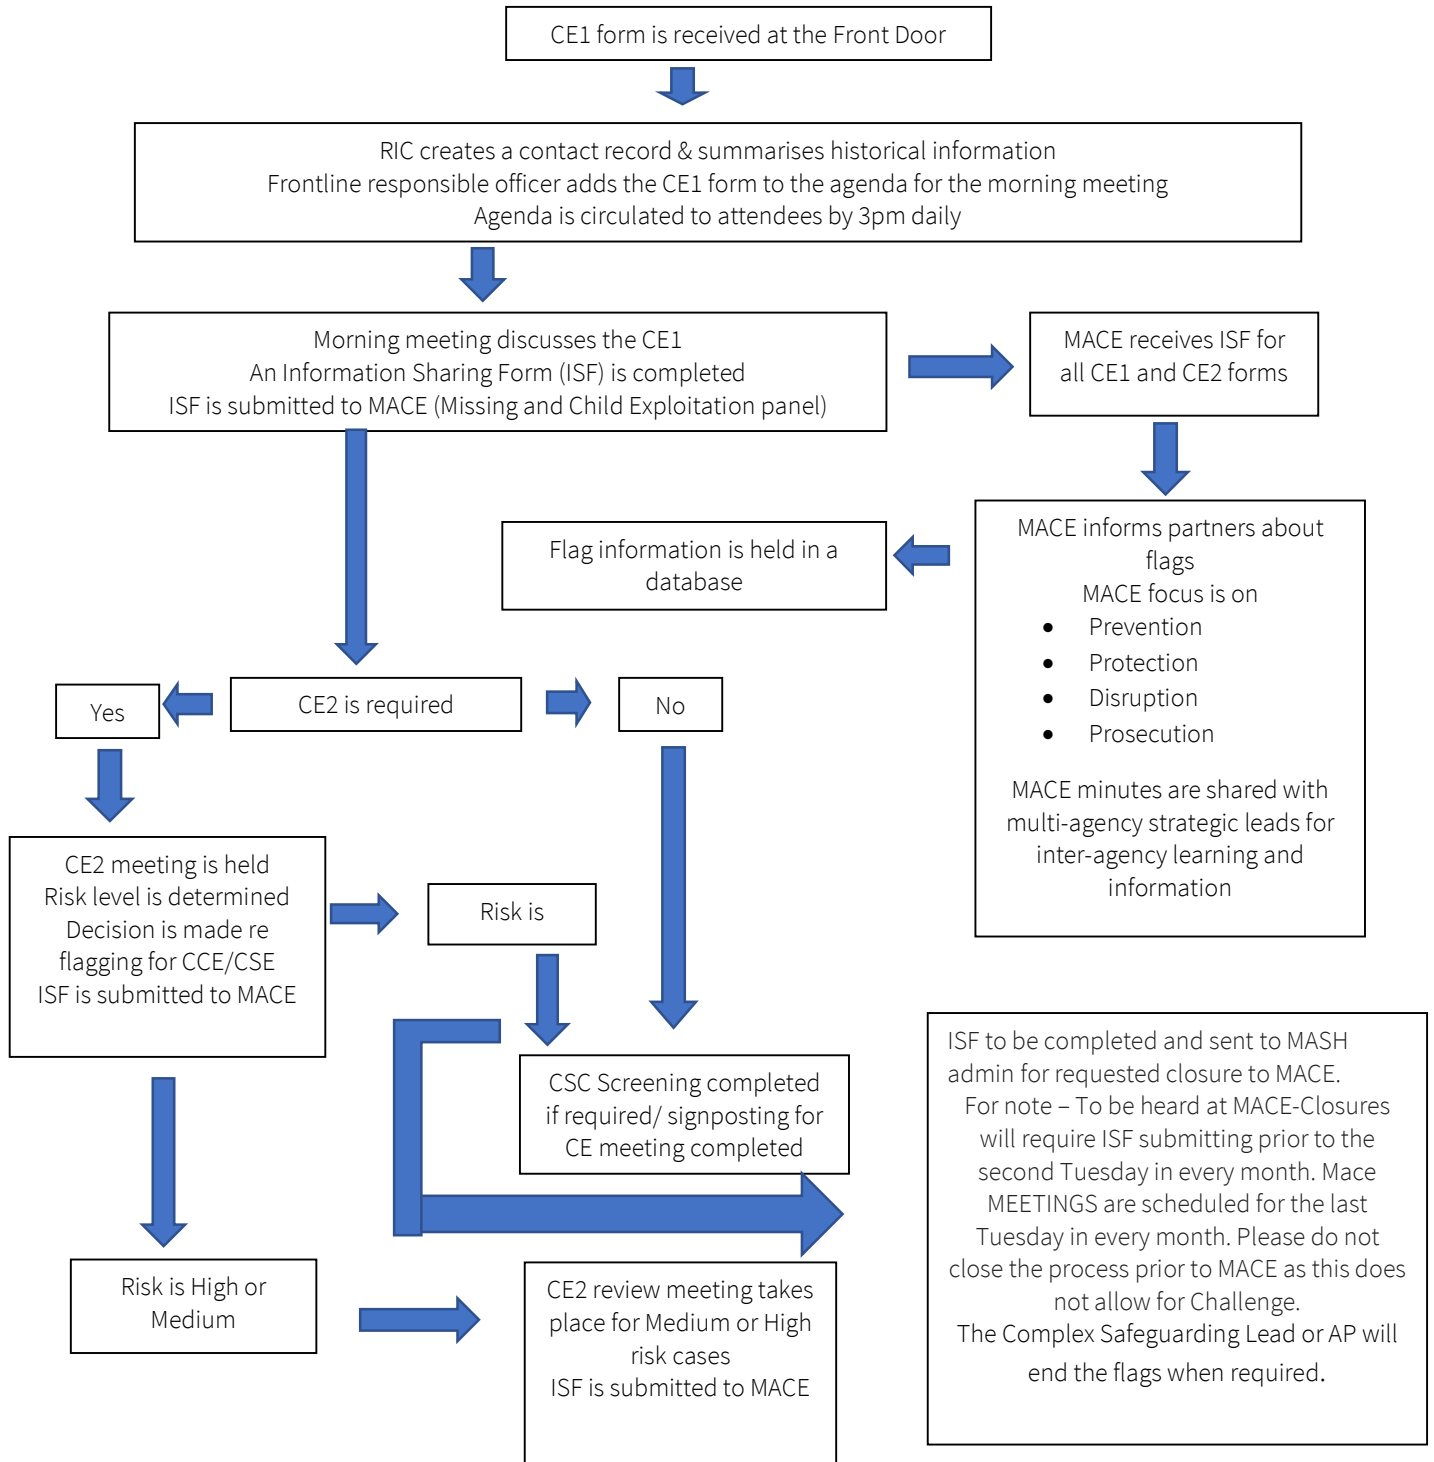 CE1 form is received at the Front Door
RIC creates a contact record & summarises historical information
Frontline responsible officer adds the CE1 form to the agenda for the morning meeting
Agenda is circulated to attendees by 3pm daily
Morning meeting discusses the CE1
An Information Sharing Form (ISF) is completed
ISF is submitted to MACE (Missing and Child Exploitation panel)
MACE receives ISF for
all CE1 and CE2 forms
MACE informs partners about
flags
MACE focus is on
• Prevention
• Protection
• Disruption
• Prosecution
MACE minutes are shared with
multi-agency strategic leads for
inter-agency learning and
information
Flag information is held in a
database
Yes
CE2 is required
No
CE2 meeting is held
Risk level is determined
Decision is made re
flagging for CCE/CSE
ISF is submitted to MACE
Risk is
CSC Screening completed
if required/ signposting for
CE meeting completed
Risk is High or
Medium
CE2 review meeting takes
place for Medium or High
risk cases
ISF is submitted to MACE
ISF to be completed and sent to MASH
admin for requested closure to MACE.
For note – To be heard at MACE-Closures
will require ISF submitting prior to the
second Tuesday in every month. Mace
MEETINGS are scheduled for the last
Tuesday in every month. Please do not
close the process prior to MACE as this does
not allow for Challenge.
The Complex Safeguarding Lead or AP will
end the flags when required.